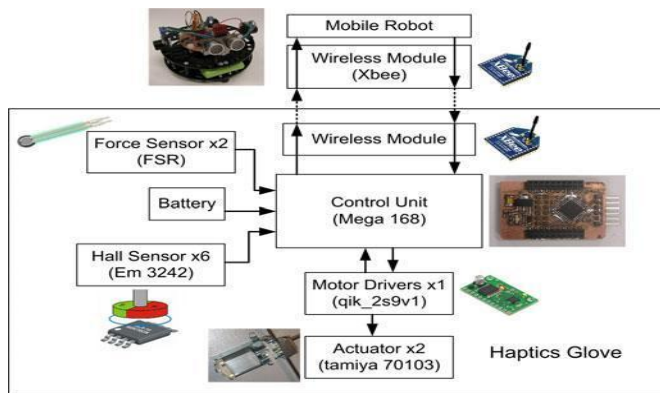 Mobile Robot
Wireless Module
(Xbee)
Wireless Module
Force Sensor x2
(FSR)
Battery
Control Unit
(Mega 168)
Hall Sensor x6
(Em 3242)
Motor Drivers x1
(qik_2s9v1)
Actuator x2
(tamiya 70103)
Haptics Glove